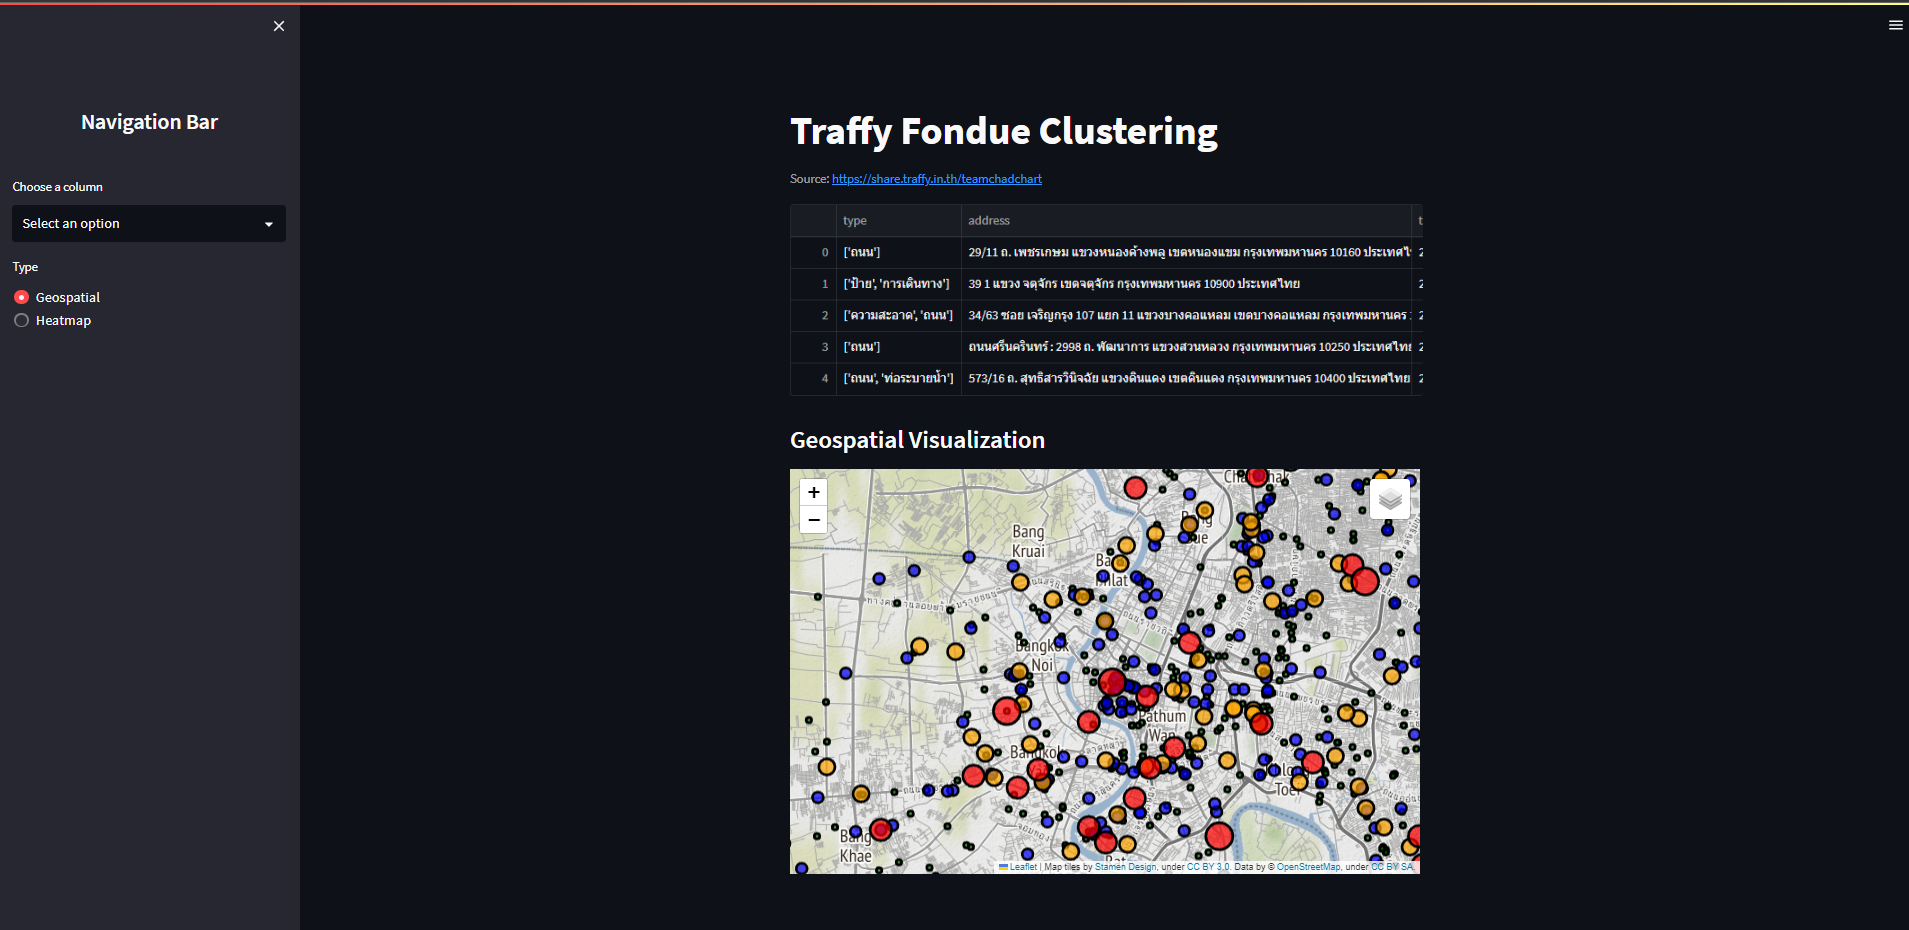 Navigation Bar
Choose a column
Select an option
Type
Geospatial
Heatmap
Traffy Fondue Clustering
Source: https://share.traffy.in.th/teamchadchart
type address t
0 ['ถนน'] 29/11 ถ. เพชรเกษม แขวงหนองค้างพลู เขตหนองแขม กรุงเทพมหานคร 10160 ประเทศไ 2
1 ['ป้าย', 'การเดินทาง'] 39 1 แขวง จตุจักร เขตจตุจักร กรุงเทพมหานคร 10900 ประเทศไทย 2
2 ['ความสะอาด', 'ถนน'] 34/63 ซอย เจริญกรุง 107 แยก 11 แขวงบางคอแหลม เขตบางคอแหลม กรุงเทพมหานคร 2
3 ['ถนน'] ถนนศรีนครินทร์ : 2998 ถ. พัฒนาการ แขวงสวนหลวง กรุงเทพมหานคร 10250 ประเทศไทย 2
4 ['ถนน', 'ท่อระบายน้ำ'] 573/16 ถ. สุทธิสารวินิจฉัย แขวงดินแดง เขตดินแดง กรุงเทพมหานคร 10400 ประเทศไทย 2
Geospatial Visualization
+
−
Bang
Kruai
Bangkok
Noi
Pathum
Wan
Bangkok
Toei
Bang
Khae
Leaflet | Map tiles by Stamen Design, under CC BY 3.0. Data by © OpenStreetMap, under CC BY SA.